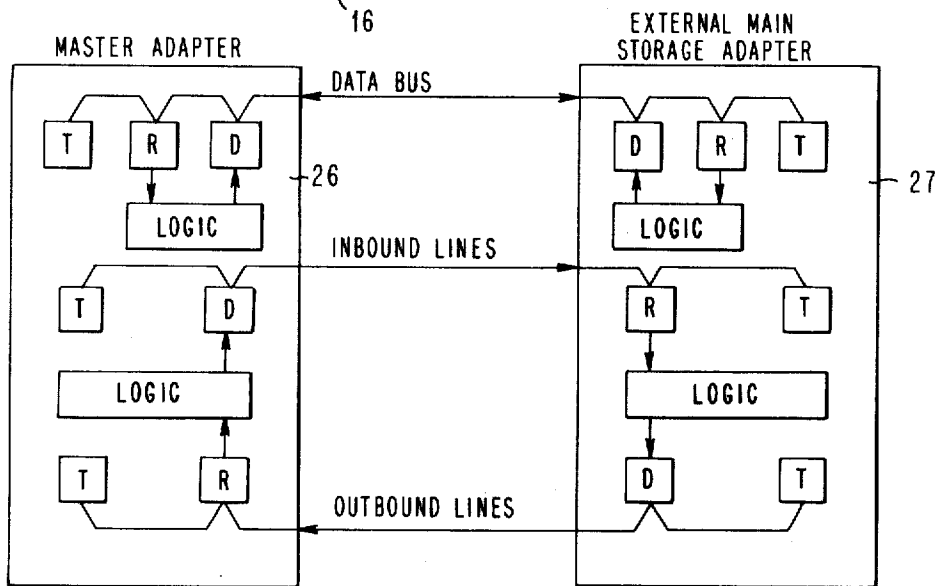 16
MASTER ADAPTER
EXTERNAL MAIN
STORAGE ADAPTER
DATA BUS
T R D
D R T
26
27
LOGIC
LOGIC
INBOUND LINES
T D
R T
LOGIC
LOGIC
T R
D T
OUTBOUND LINES